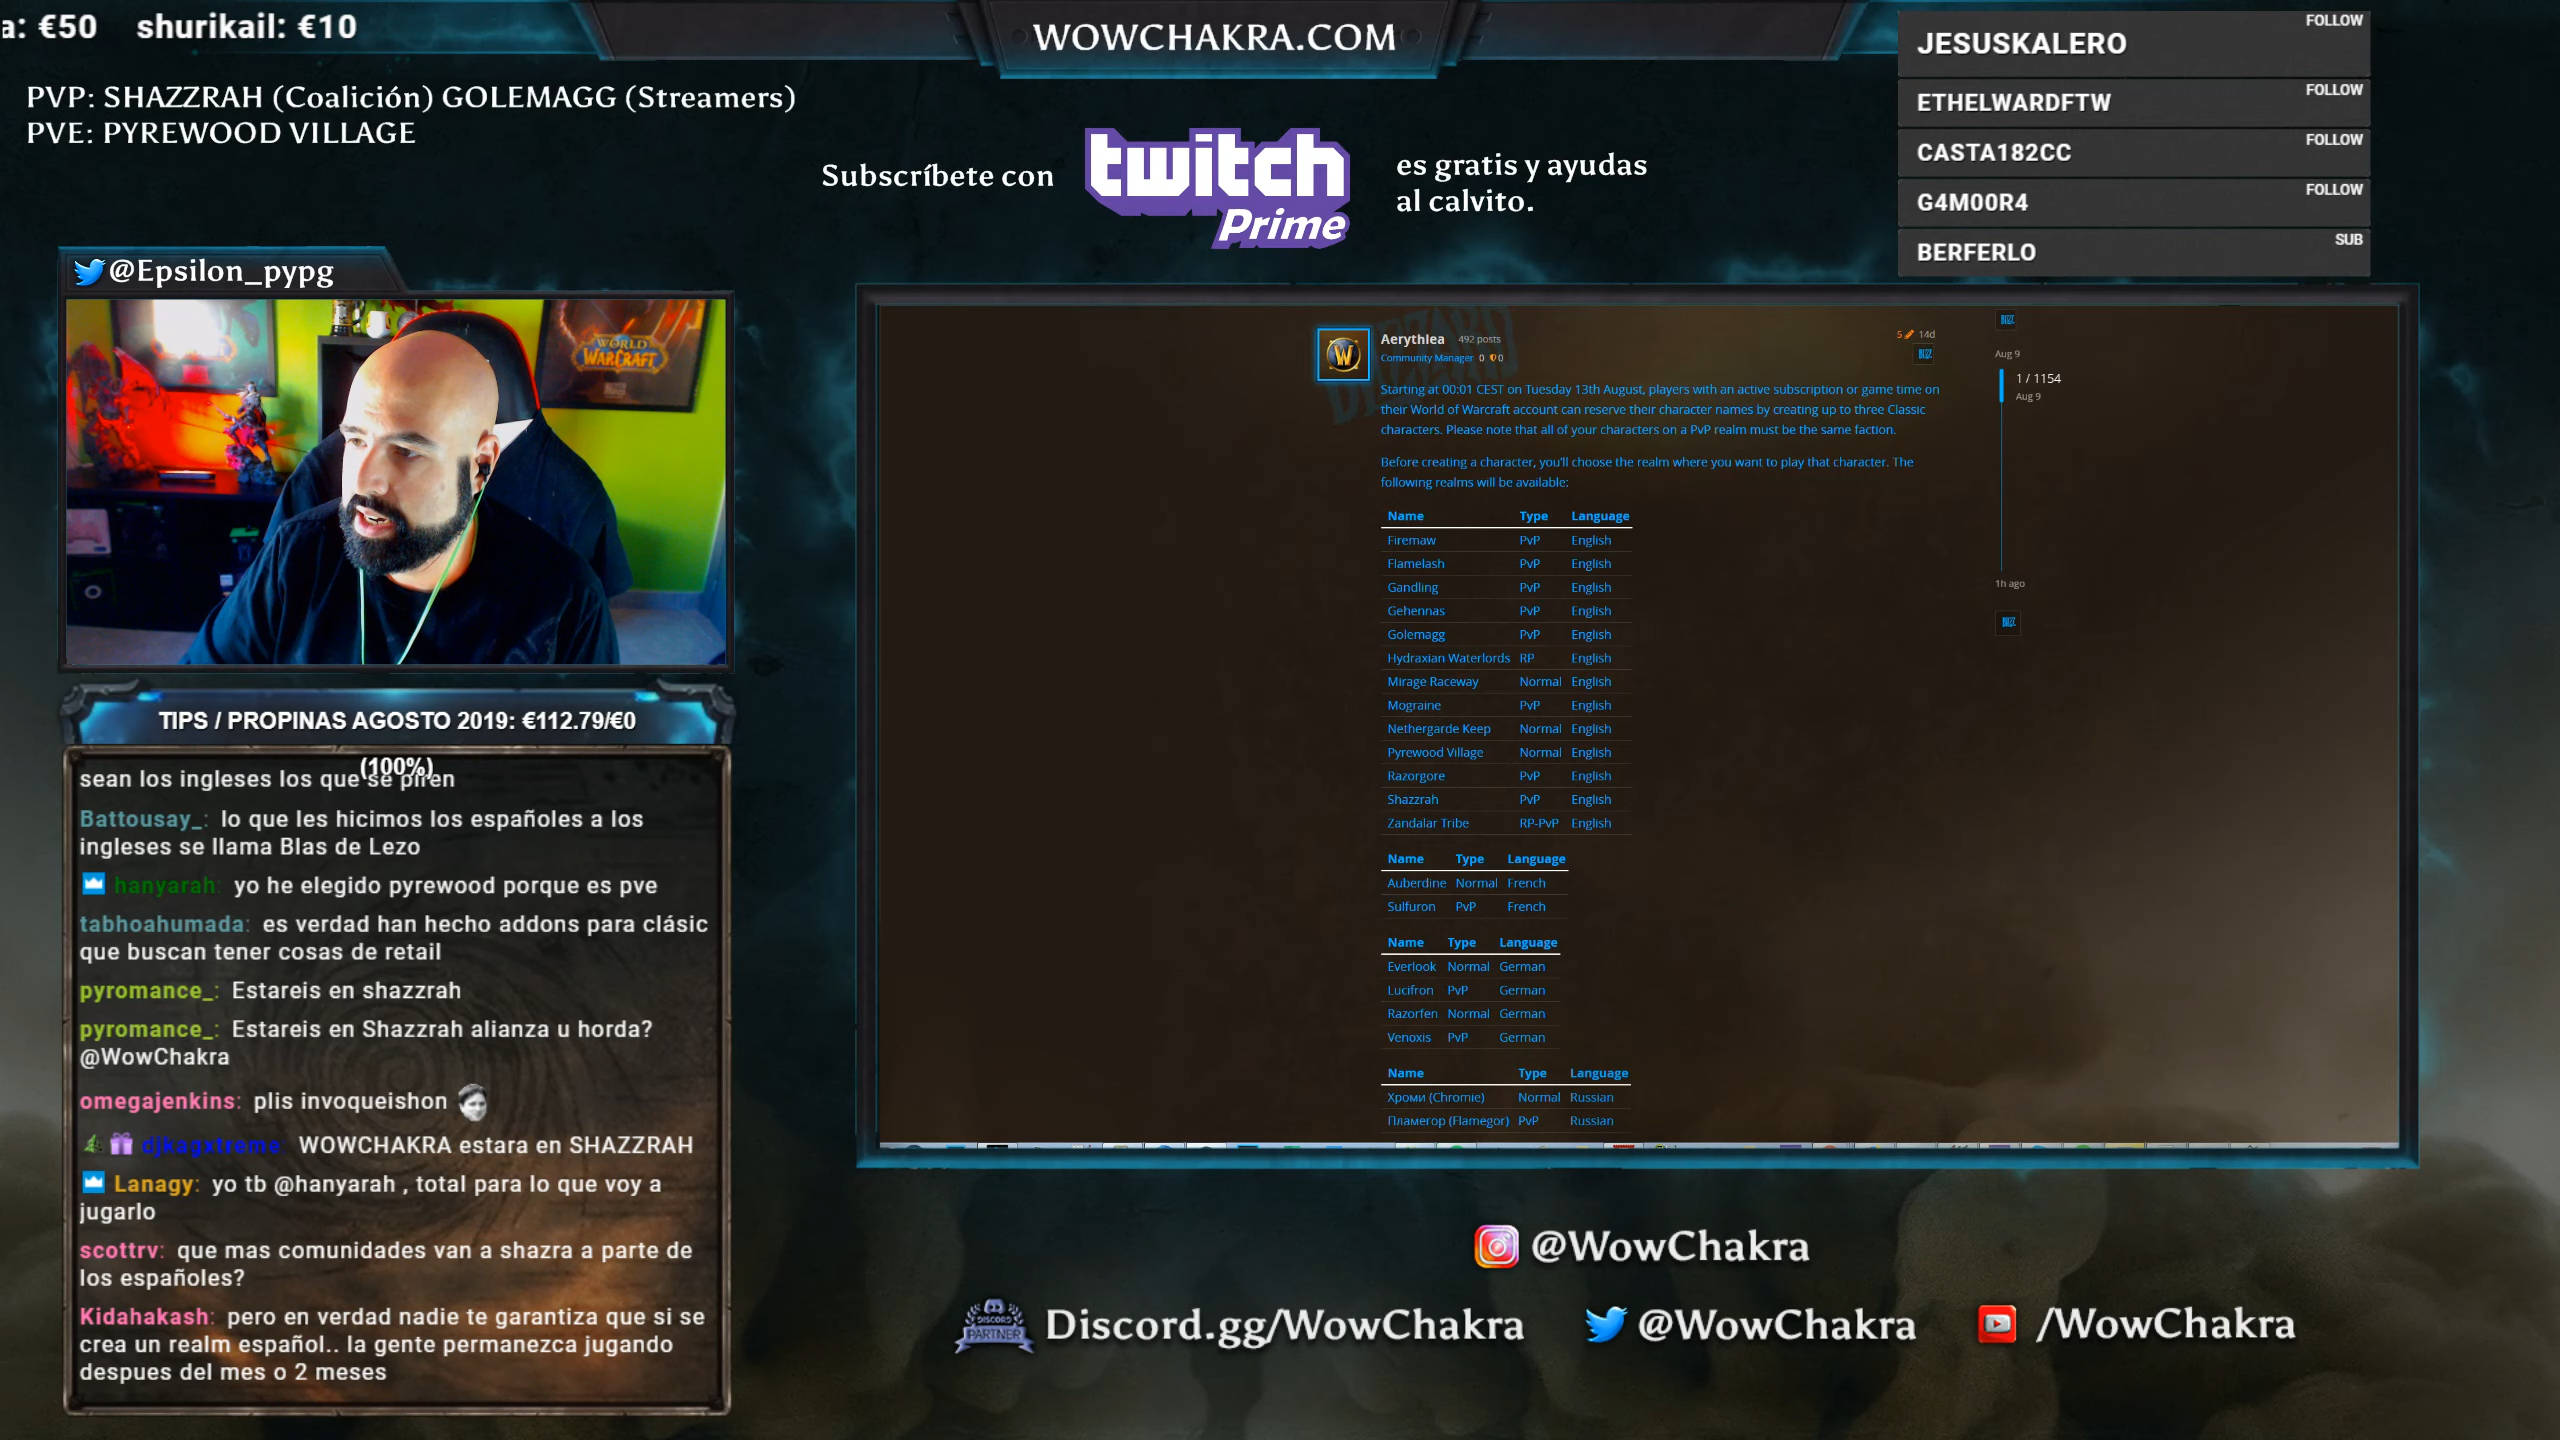 a: €50 shurikail: €10
WOWCHAKRA.COM
PVP: SHAZZRAH (Coalición) GOLEMAGG (Streamers)
PVE: PYREWOOD VILLAGE
Subscríbete con
twitch
Prime
es gratis y ayudas
al calvito.
JESUSKALERO FOLLOW
ETHELWARDFTW FOLLOW
CASTA182CC FOLLOW
G4M00R4 FOLLOW
BERFERLO SUB
@Epsilon_pypg
WORLD
WARCRAFT
TIPS / PROPINAS AGOSTO 2019: €112.79/€0
(100%)
sean los ingleses los que se piren
Battousay_: lo que les hicimos los españoles a los
ingleses se llama Blas de Lezo
hanyarah: yo he elegido pyrewood porque es pve
tabhoahumada: es verdad han hecho addons para clásic
que buscan tener cosas de retail
pyromance_: Estareis en shazzrah
pyromance_: Estareis en Shazzrah alianza u horda?
@WowChakra
omegajenkins: plis invoqueishon
djkagxtreme: WOWCHAKRA estara en SHAZZRAH
Lanagy: yo tb @hanyarah , total para lo que voy a
jugarlo
scottrv: que mas comunidades van a shazra a parte de
los españoles?
Kidahakash: pero en verdad nadie te garantiza que si se
crea un realm español.. la gente permanezca jugando
despues del mes o 2 meses
W
Aerythlea 492 posts
Community Manager 0 0
5 14d
BLIZZ
Starting at 00:01 CEST on Tuesday 13th August, players with an active subscription or game time on
their World of Warcraft account can reserve their character names by creating up to three Classic
characters. Please note that all of your characters on a PvP realm must be the same faction.
Before creating a character, you'll choose the realm where you want to play that character. The
following realms will be available:
Name Type Language
Firemaw PvP English
Flamelash PvP English
Gandling PvP English
Gehennas PvP English
Golemagg PvP English
Hydraxian Waterlords RP English
Mirage Raceway Normal English
Mograine PvP English
Nethergarde Keep Normal English
Pyrewood Village Normal English
Razorgore PvP English
Shazzrah PvP English
Zandalar Tribe RP-PvP English
Name Type Language
Auberdine Normal French
Sulfuron PvP French
Name Type Language
Everlook Normal German
Lucifron PvP German
Razorfen Normal German
Venoxis PvP German
Name Type Language
Хроми (Chromie) Normal Russian
Пламегор (Flamegor) PvP Russian
BLIZZ
Aug 9
1 / 1154
Aug 9
1h ago
BLIZZ
@WowChakra
DISCORD
PARTNER
Discord.gg/WowChakra
@WowChakra
/WowChakra